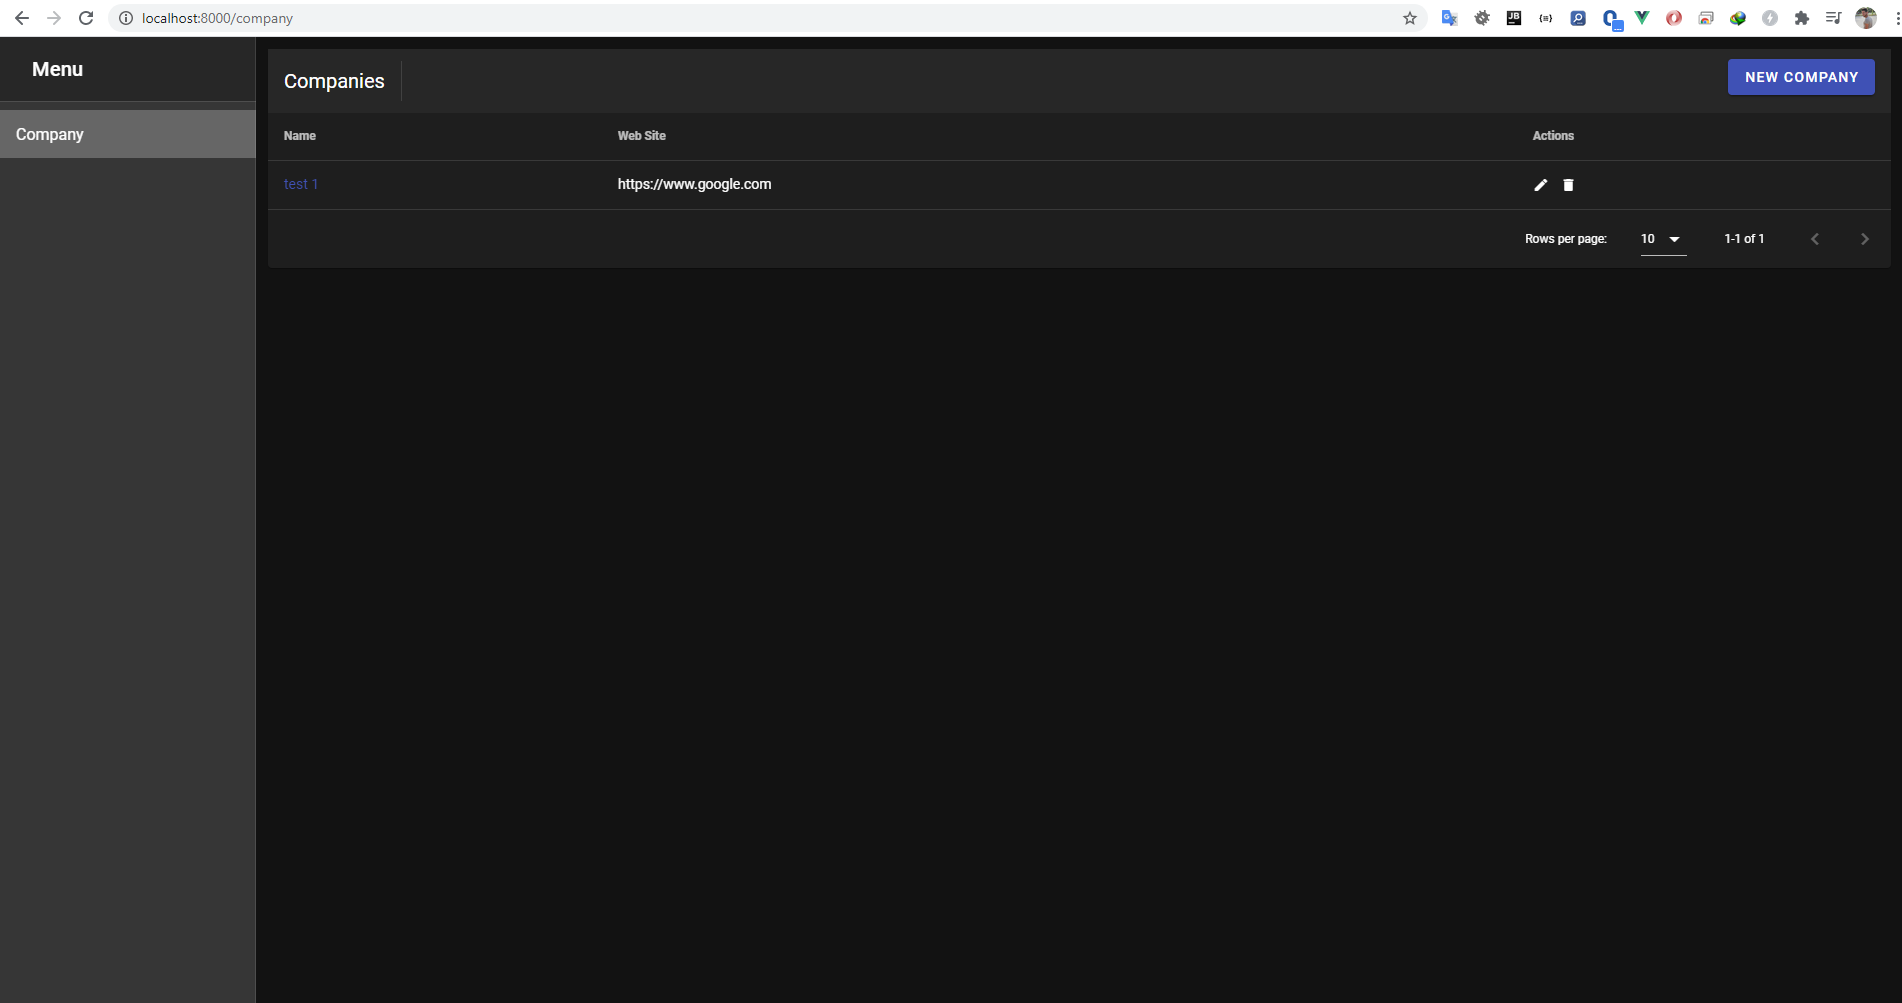 localhost:8000/company
JB
{=}
Menu
Company
Companies
NEW COMPANY
Name Web Site Actions
test 1 https://www.google.com
Rows per page: 10 1-1 of 1